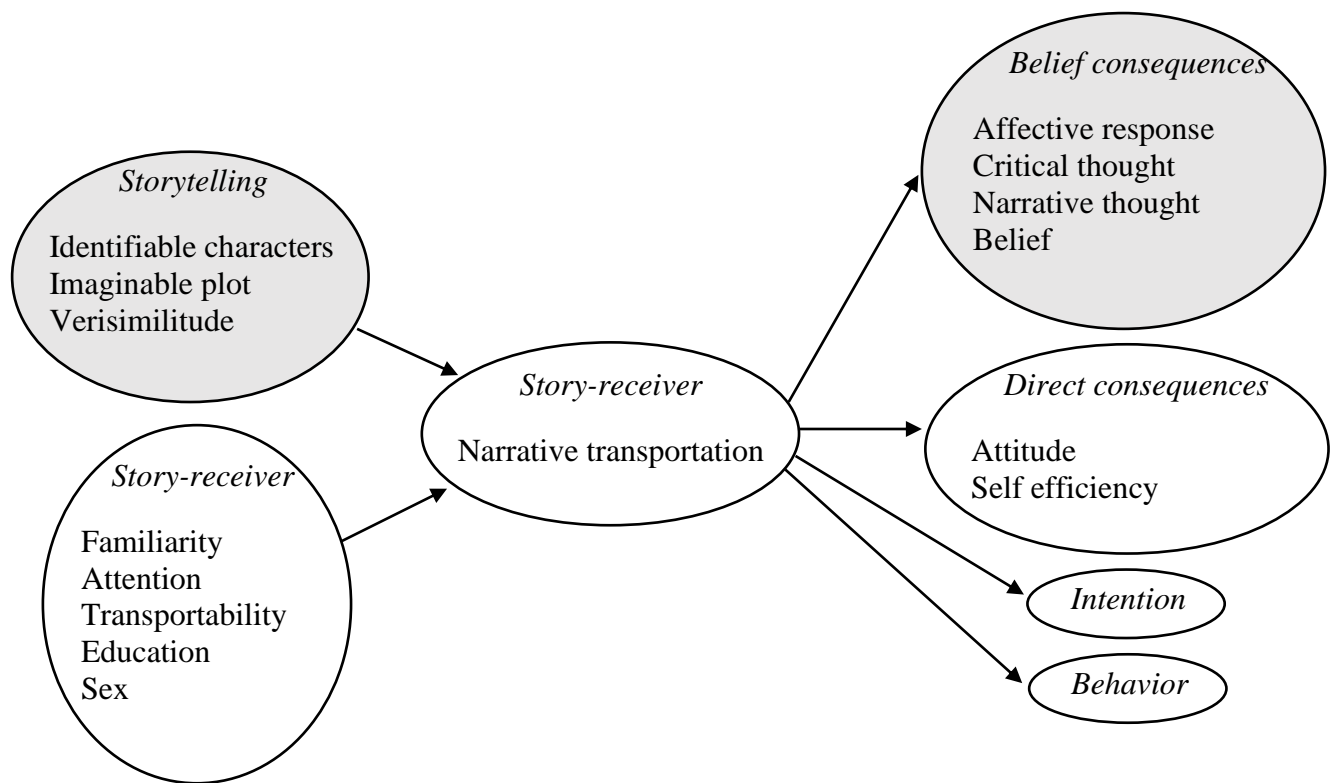 Storytelling
Identifiable characters
Imaginable plot
Verisimilitude
Story-receiver
Familiarity
Attention
Transportability
Education
Sex
Story-receiver
Narrative transportation
Belief consequences
Affective response
Critical thought
Narrative thought
Belief
Direct consequences
Attitude
Self efficiency
Intention
Behavior